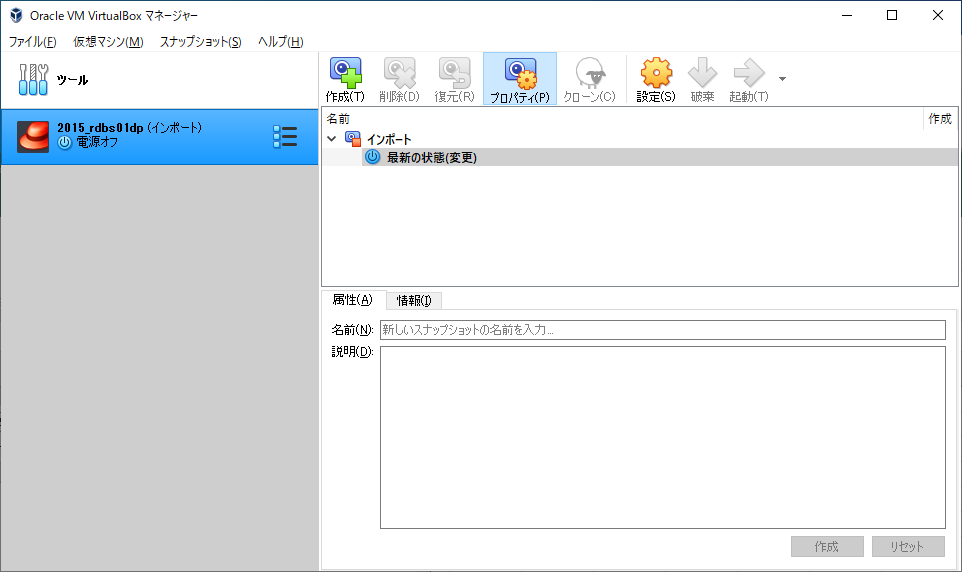 Oracle VM VirtualBox マネージャー
ファイル(F) 仮想マシン(M) スナップショット(S) ヘルプ(H)
ツール
2015_rdbs01dp (インポート)
電源オフ
作成(T) 削除(D) 復元(R) プロパティ(P) クローン(C) 設定(S) 破棄 起動(T)
名前 作成
インポート
最新の状態(変更)
属性(A) 情報(I)
名前(N): 新しいスナップショットの名前を入力...
説明(D):
作成 リセット